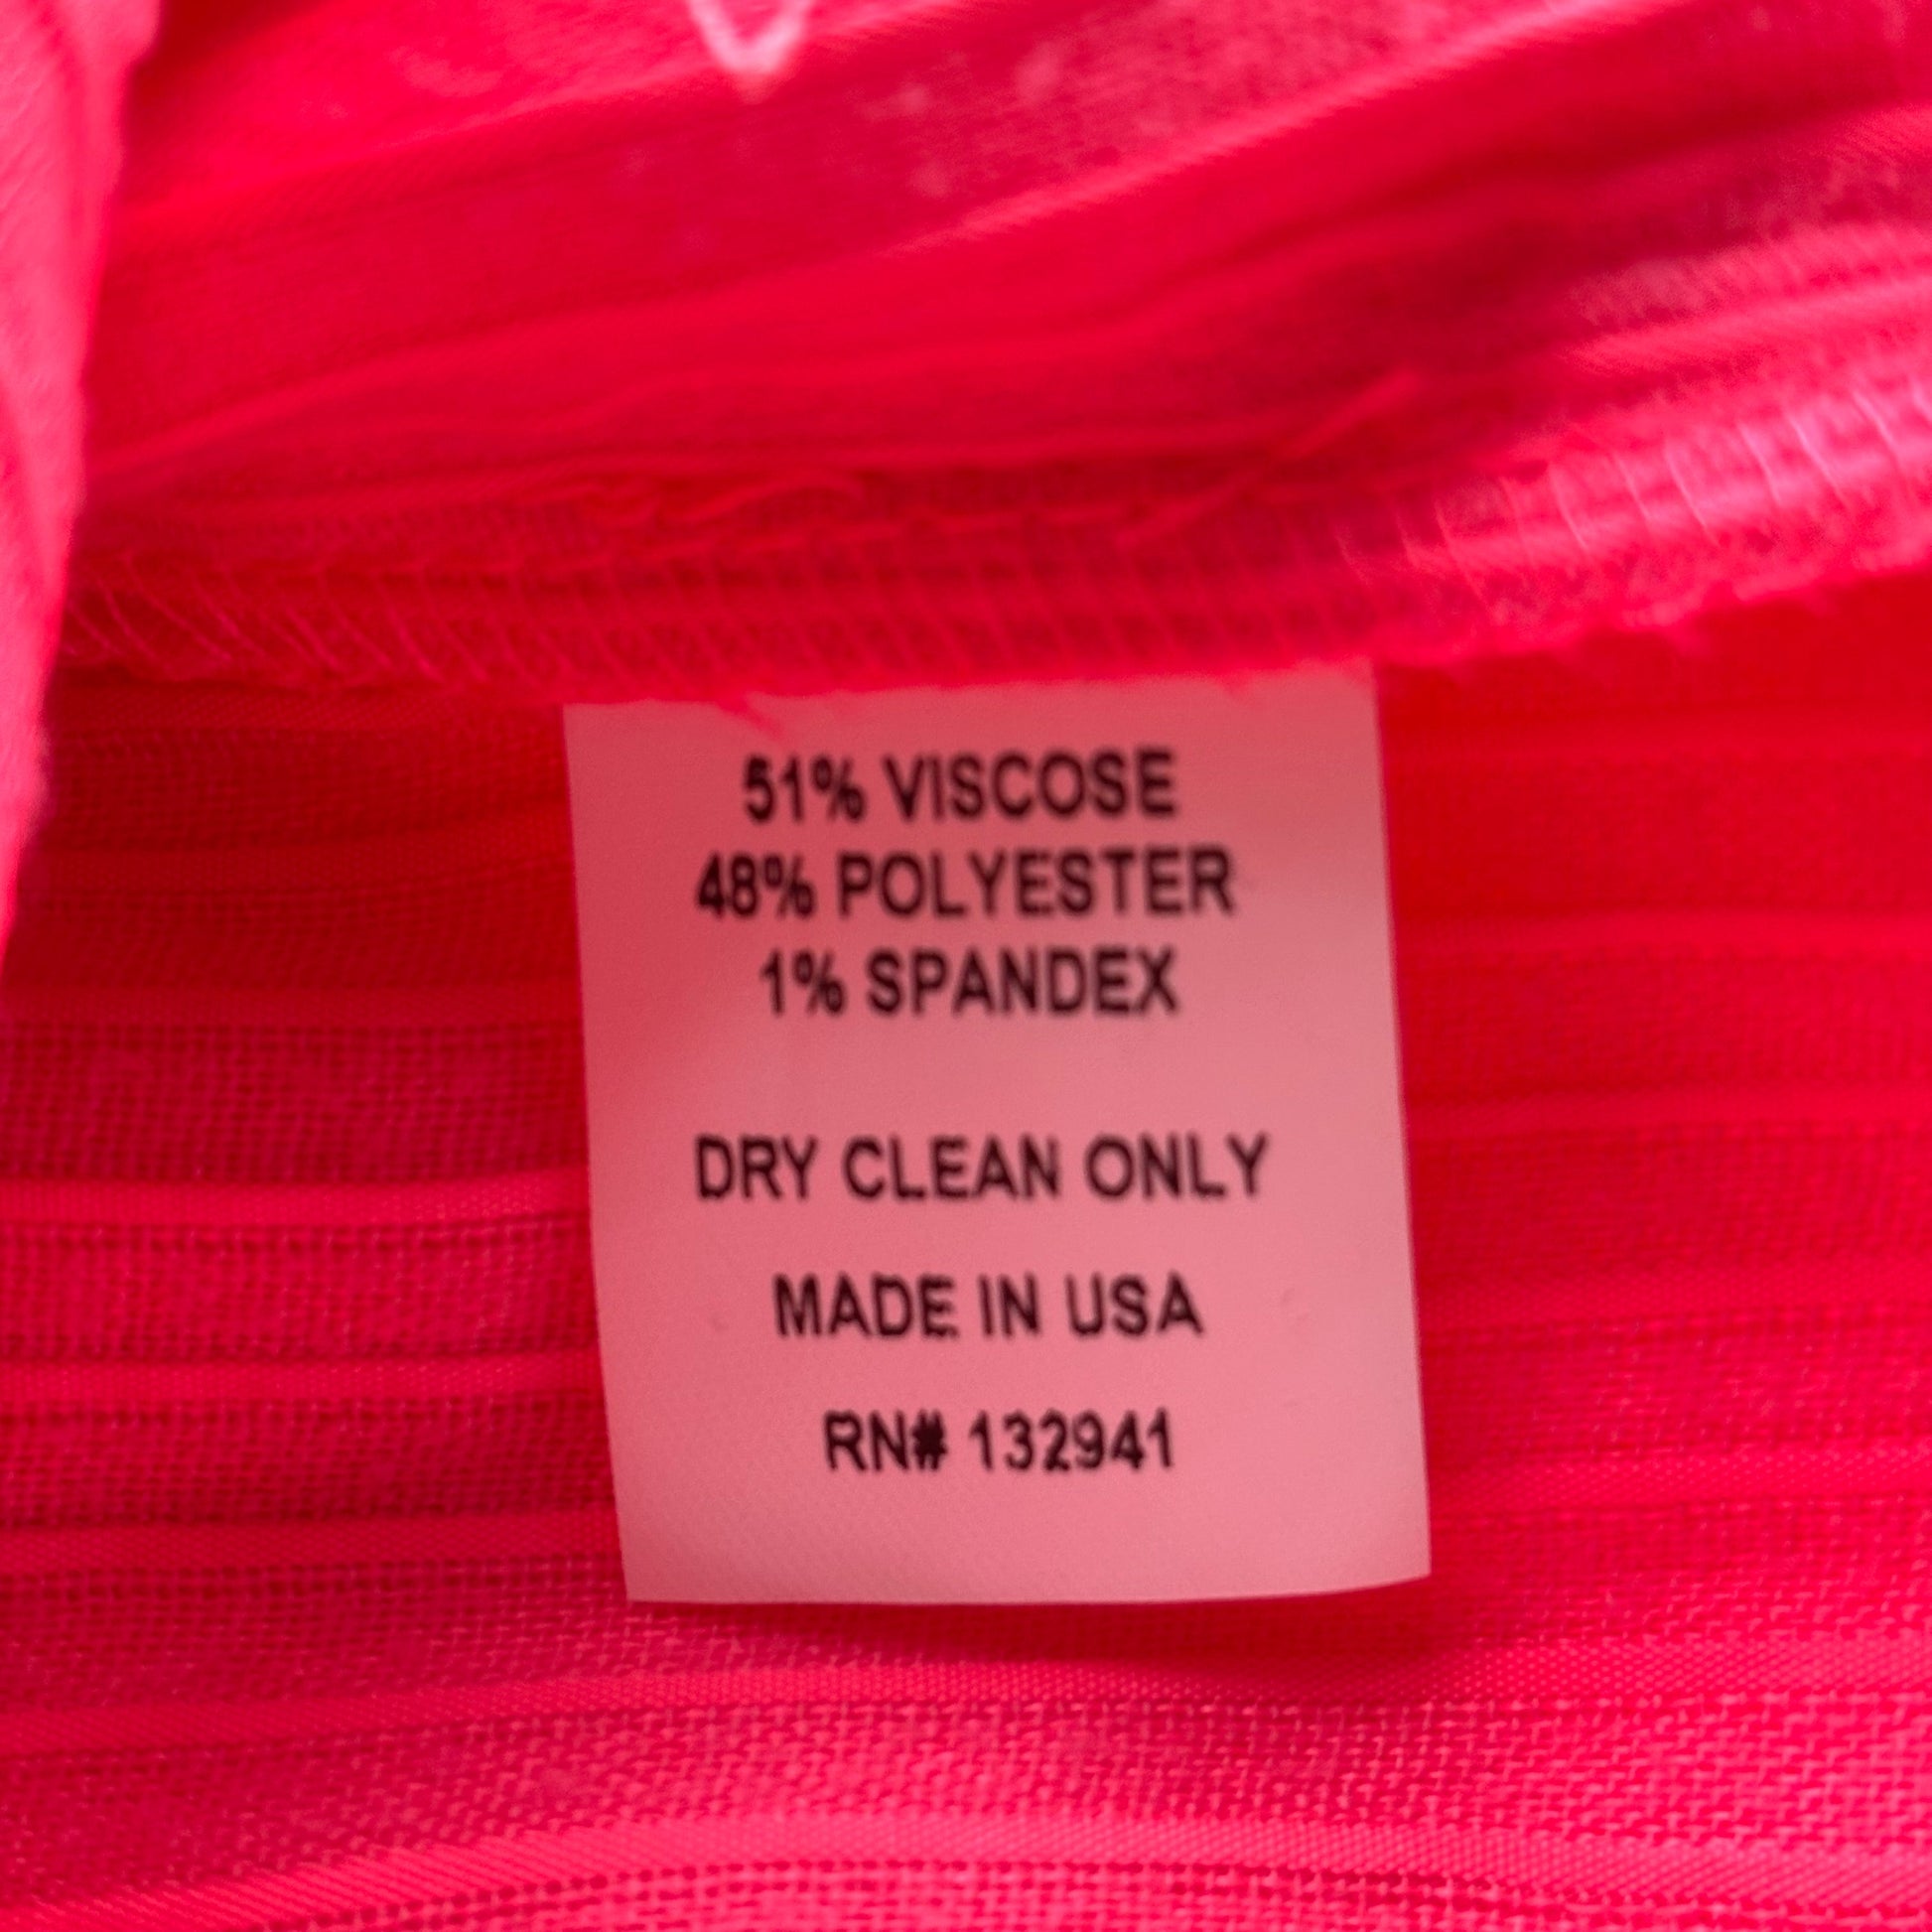 51% VISCOSE
48% POLYESTER
1% SPANDEX
DRY CLEAN ONLY
MADE IN USA
RN# 132941